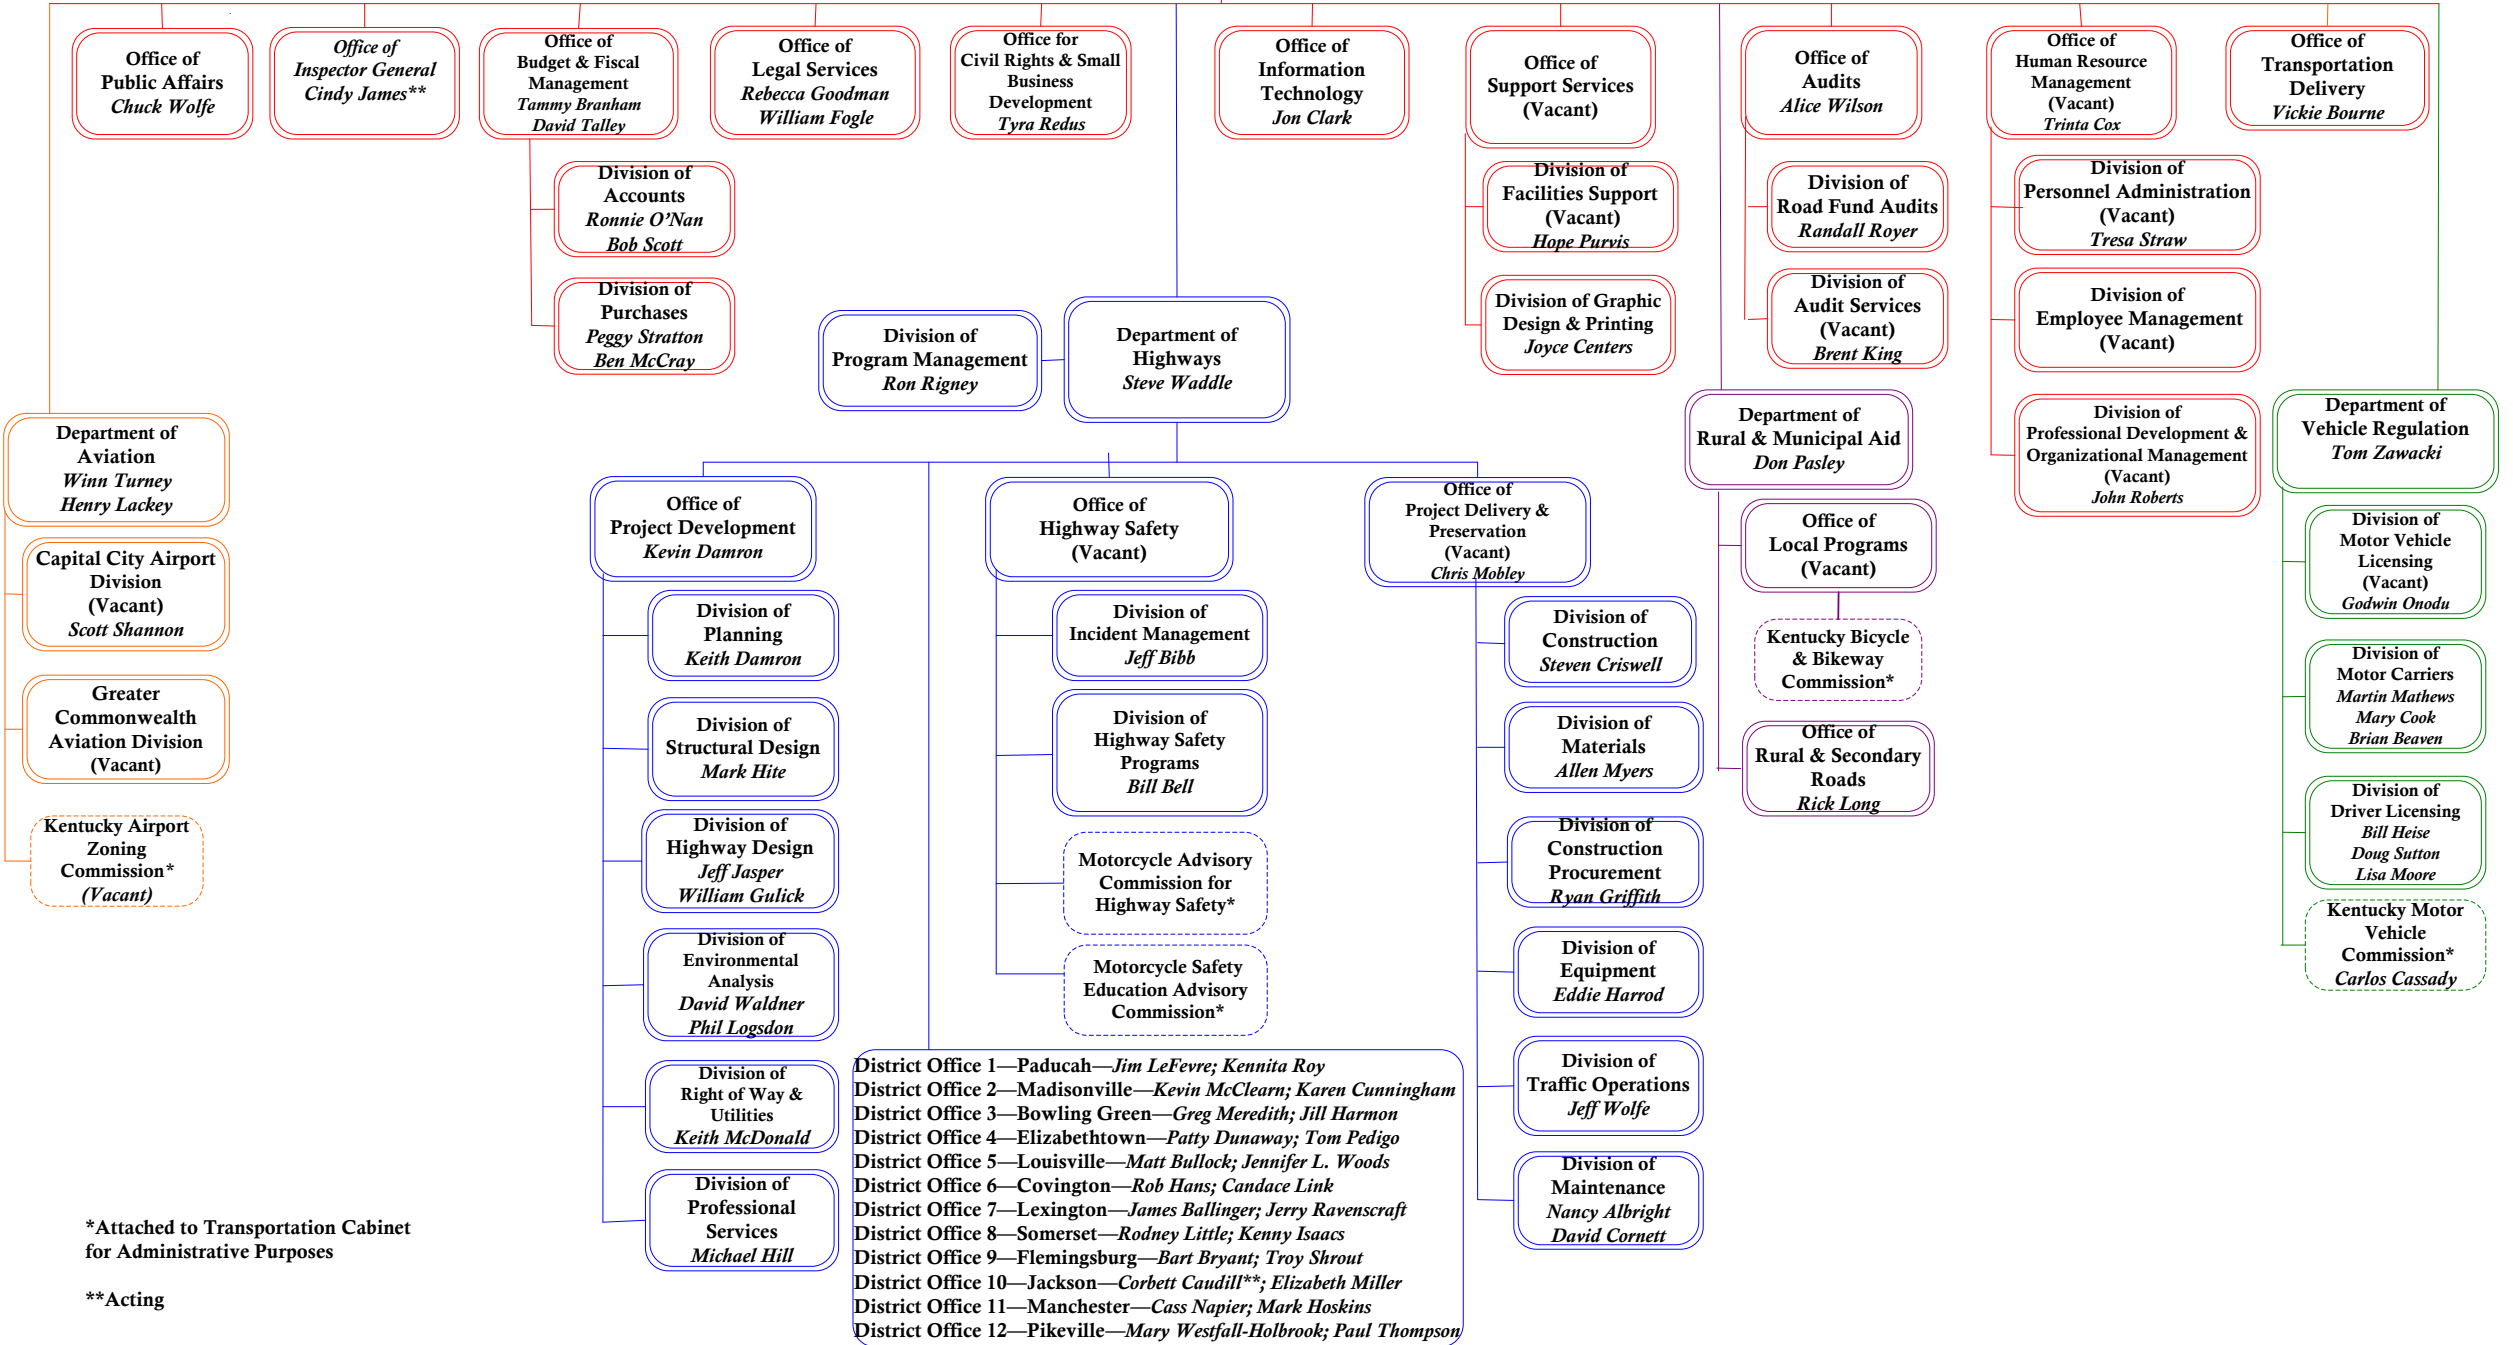 Office of
Public Affairs
Chuck Wolfe
Office of
Inspector General
Cindy James**
Office of
Budget & Fiscal
Management
Tammy Branham
David Talley
Office of
Legal Services
Rebecca Goodman
William Fogle
Office for
Civil Rights & Small
Business
Development
Tyra Redus
Office of
Information
Technology
Jon Clark
Office of
Support Services
(Vacant)
Office of
Audits
Alice Wilson
Office of
Human Resource
Management
(Vacant)
Trinta Cox
Office of
Transportation
Delivery
Vickie Bourne
Division of
Accounts
Ronnie O'Nan
Bob Scott
Division of
Purchases
Peggy Stratton
Ben McCray
Division of
Facilities Support
(Vacant)
Hope Purvis
Division of Graphic
Design & Printing
Joyce Centers
Division of
Road Fund Audits
Randall Royer
Division of
Audit Services
(Vacant)
Brent King
Division of
Personnel Administration
(Vacant)
Tresa Straw
Division of
Employee Management
(Vacant)
Division of
Professional Development &
Organizational Management
(Vacant)
John Roberts
Division of
Program Management
Ron Rigney
Department of
Highways
Steve Waddle
Department of
Aviation
Winn Turney
Henry Lackey
Capital City Airport
Division
(Vacant)
Scott Shannon
Greater
Commonwealth
Aviation Division
(Vacant)
Kentucky Airport
Zoning
Commission*
(Vacant)
Office of
Project Development
Kevin Damron
Division of
Planning
Keith Damron
Division of
Structural Design
Mark Hite
Division of
Highway Design
Jeff Jasper
William Gulick
Division of
Environmental
Analysis
David Waldner
Phil Logsdon
Division of
Right of Way &
Utilities
Keith McDonald
Division of
Professional
Services
Michael Hill
Office of
Highway Safety
(Vacant)
Division of
Incident Management
Jeff Bibb
Division of
Highway Safety
Programs
Bill Bell
Motorcycle Advisory
Commission for
Highway Safety*
Motorcycle Safety
Education Advisory
Commission*
Office of
Project Delivery &
Preservation
(Vacant)
Chris Mobley
Division of
Construction
Steven Criswell
Division of
Materials
Allen Myers
Division of
Construction
Procurement
Ryan Griffith
Division of
Equipment
Eddie Harrod
Division of
Traffic Operations
Jeff Wolfe
Division of
Maintenance
Nancy Albright
David Cornett
Department of
Rural & Municipal Aid
Don Pasley
Office of
Local Programs
(Vacant)
Kentucky Bicycle
& Bikeway
Commission*
Office of
Rural & Secondary
Roads
Rick Long
Department of
Vehicle Regulation
Tom Zawacki
Division of
Motor Vehicle
Licensing
(Vacant)
Godwin Onodu
Division of
Motor Carriers
Martin Mathews
Mary Cook
Brian Beaven
Division of
Driver Licensing
Bill Heise
Doug Sutton
Lisa Moore
Kentucky Motor
Vehicle
Commission*
Carlos Cassady
District Office 1—Paducah—Jim LeFevre; Kennita Roy
District Office 2—Madisonville—Kevin McClearn; Karen Cunningham
District Office 3—Bowling Green—Greg Meredith; Jill Harmon
District Office 4—Elizabethtown—Patty Dunaway; Tom Pedigo
District Office 5—Louisville—Matt Bullock; Jennifer L. Woods
District Office 6—Covington—Rob Hans; Candace Link
District Office 7—Lexington—James Ballinger; Jerry Ravenscraft
District Office 8—Somerset—Rodney Little; Kenny Isaacs
District Office 9—Flemingsburg—Bart Bryant; Troy Shrout
District Office 10—Jackson—Corbett Caudill**; Elizabeth Miller
District Office 11—Manchester—Cass Napier; Mark Hoskins
District Office 12—Pikeville—Mary Westfall-Holbrook; Paul Thompson
*Attached to Transportation Cabinet
for Administrative Purposes
**Acting